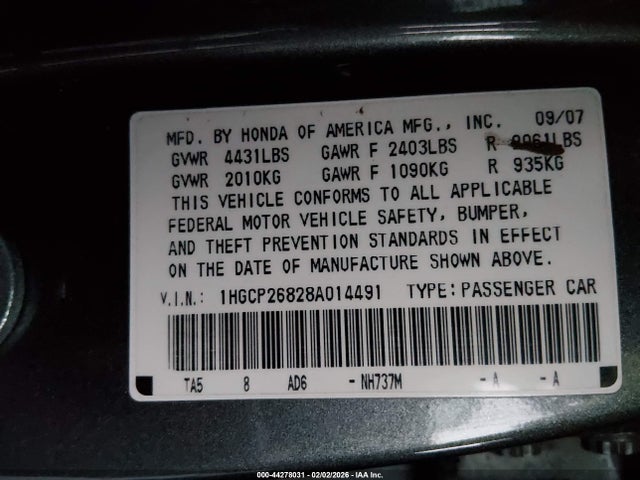 MFD. BY HONDA OF AMERICA MFG., INC. 09/07
GVWR 4431LBS GAWR F 2403LBS R 2061LBS
GVWR 2010KG GAWR F 1090KG R 935KG
THIS VEHICLE CONFORMS TO ALL APPLICABLE
FEDERAL MOTOR VEHICLE SAFETY, BUMPER,
AND THEFT PREVENTION STANDARDS IN EFFECT
ON THE DATE OF MANUFACTURE SHOWN ABOVE.
V.I.N.: 1HGCP26828A014491 TYPE: PASSENGER CAR
TA5 8 AD6 - NH737M - A - A
000-44278031 - 02/02/2026 - IAA Inc.